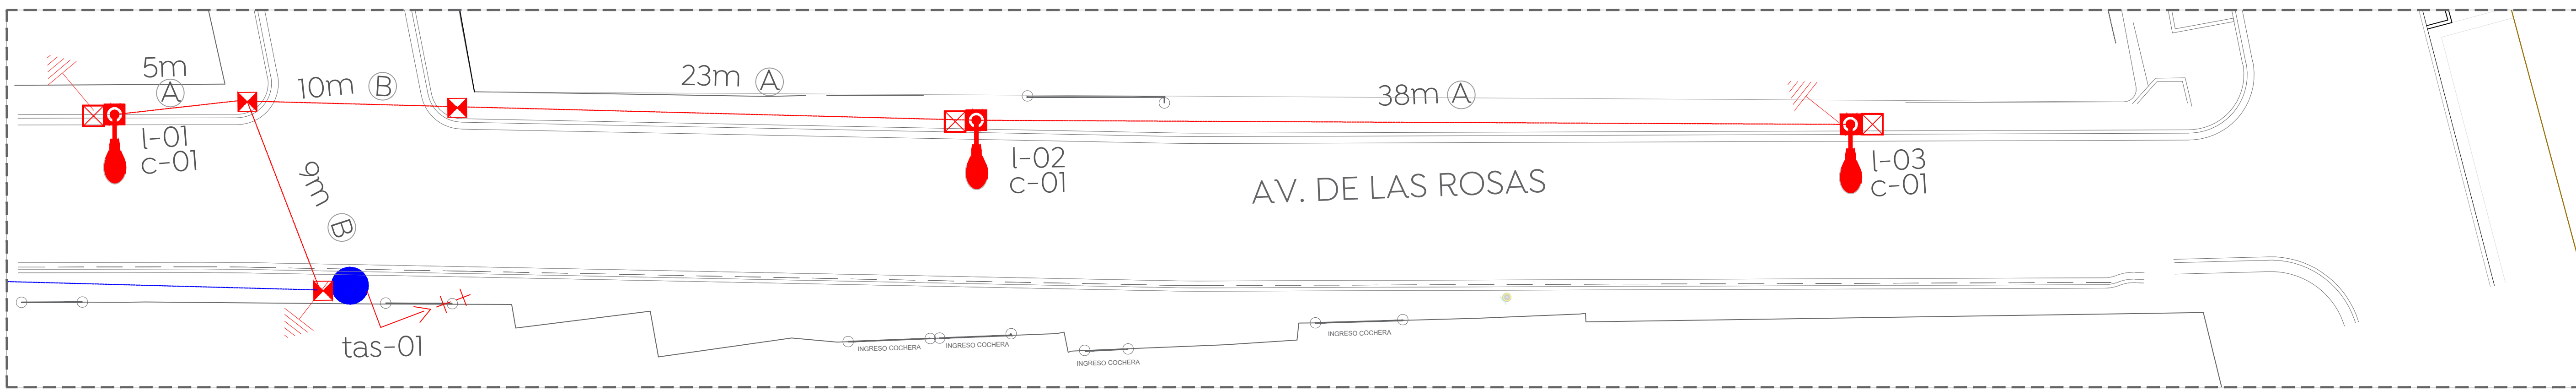 5m
A
10m B
23m A
38m A
l-01
c-01
9m B
l-02
c-01
AV. DE LAS ROSAS
l-03
c-01
tas-01
INGRESO COCHERA
INGRESO COCHERA
INGRESO COCHERA
INGRESO COCHERA